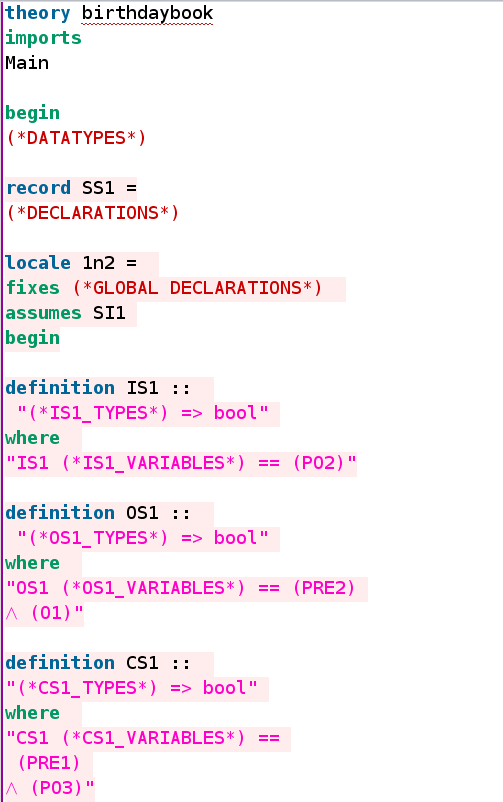 theory birthdaybook
imports
Main
begin
(*DATATYPES*)
record SS1 =
(*DECLARATIONS*)
locale 1n2 =
fixes (*GLOBAL DECLARATIONS*)
assumes SI1
begin
definition IS1 ::
"(*IS1_TYPES*) => bool"
where
"IS1 (*IS1_VARIABLES*) == (PO2)"
definition OS1 ::
"(*OS1_TYPES*) => bool"
where
"OS1 (*OS1_VARIABLES*) == (PRE2)
∧ (O1)"
definition CS1 ::
"(*CS1_TYPES*) => bool"
where
"CS1 (*CS1_VARIABLES*) ==
(PRE1)
∧ (PO3)"